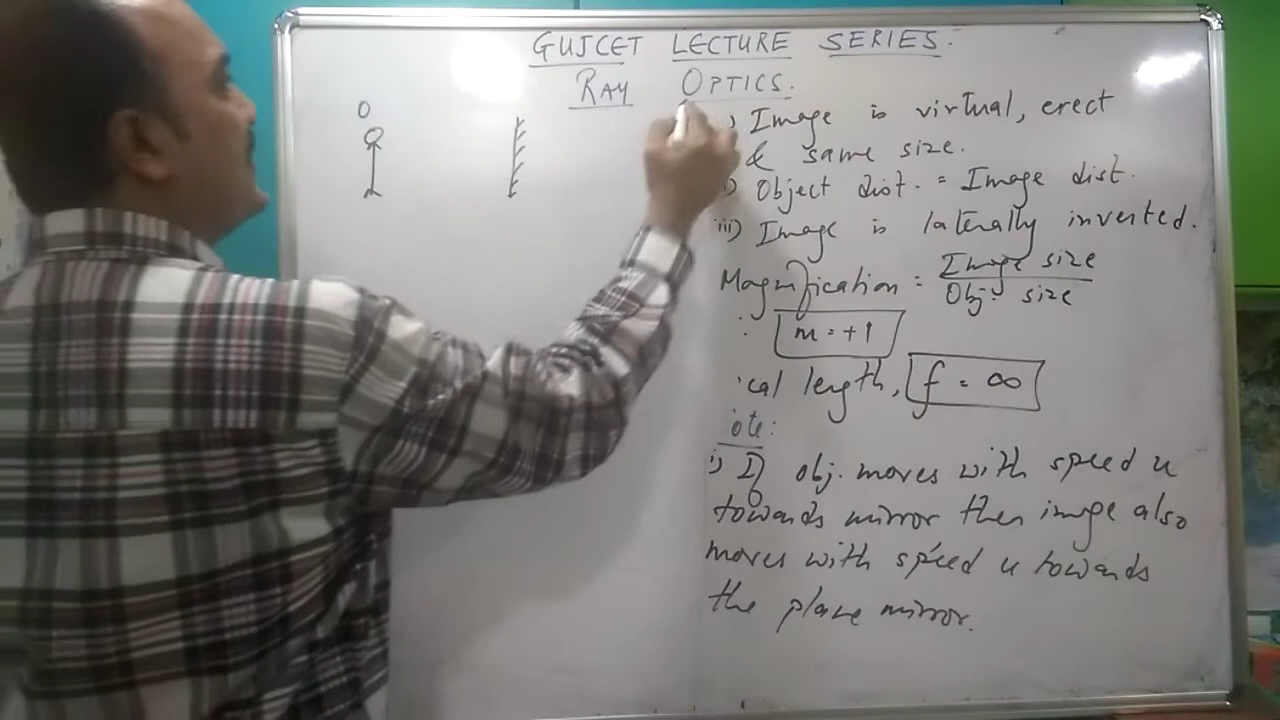 GUJCET LECTURE SERIES.
RAY OPTICS.
O
) Image is virtual, erect
& same size.
) Object dist. = Image dist.
iii) Image is laterally inverted.
Magnification = Image size
Obj. size
m = +1
cal length, f = ∞
ote:
i) If obj. moves with speed u
towards mirror then image also
moves with speed u towards
the plane mirror.